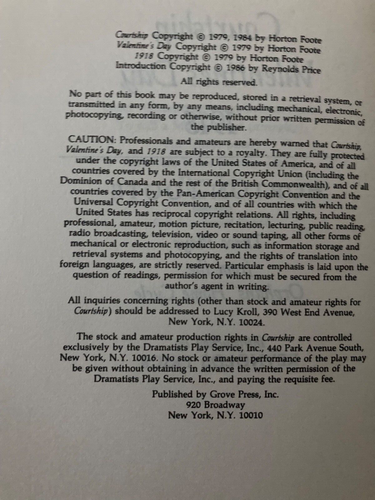 Courtship Copyright © 1979, 1984 by Horton Foote
Valentine's Day Copyright © 1979 by Horton Foote
1918 Copyright © 1979 by Horton Foote
Introduction Copyright © 1986 by Reynolds Price
All rights reserved.
No part of this book may be reproduced, stored in a retrieval system, or
transmitted in any form, by any means, including mechanical, electronic,
photocopying, recording or otherwise, without prior written permission of
the publisher.
CAUTION: Professionals and amateurs are hereby warned that Courtship,
Valentine's Day, and 1918 are subject to a royalty. They are fully protected
under the copyright laws of the United States of America, and of all
countries covered by the International Copyright Union (including the
Dominion of Canada and the rest of the British Commonwealth), and of all
countries covered by the Pan-American Copyright Convention and the
Universal Copyright Convention, and of all countries with which the
United States has reciprocal copyright relations. All rights, including
professional, amateur, motion picture, recitation, lecturing, public reading,
radio broadcasting, television, video or sound taping, all other forms of
mechanical or electronic reproduction, such as information storage and
retrieval systems and photocopying, and the rights of translation into
foreign languages, are strictly reserved. Particular emphasis is laid upon the
question of readings, permission for which must be secured from the
author's agent in writing.
All inquiries concerning rights (other than stock and amateur rights for
Courtship) should be addressed to Lucy Kroll, 390 West End Avenue,
New York, N.Y. 10024.
The stock and amateur production rights in Courtship are controlled
exclusively by the Dramatists Play Service, Inc., 440 Park Avenue South,
New York, N.Y. 10016. No stock or amateur performance of the play may
be given without obtaining in advance the written permission of the
Dramatists Play Service, Inc., and paying the requisite fee.
Published by Grove Press, Inc.
920 Broadway
New York, N.Y. 10010